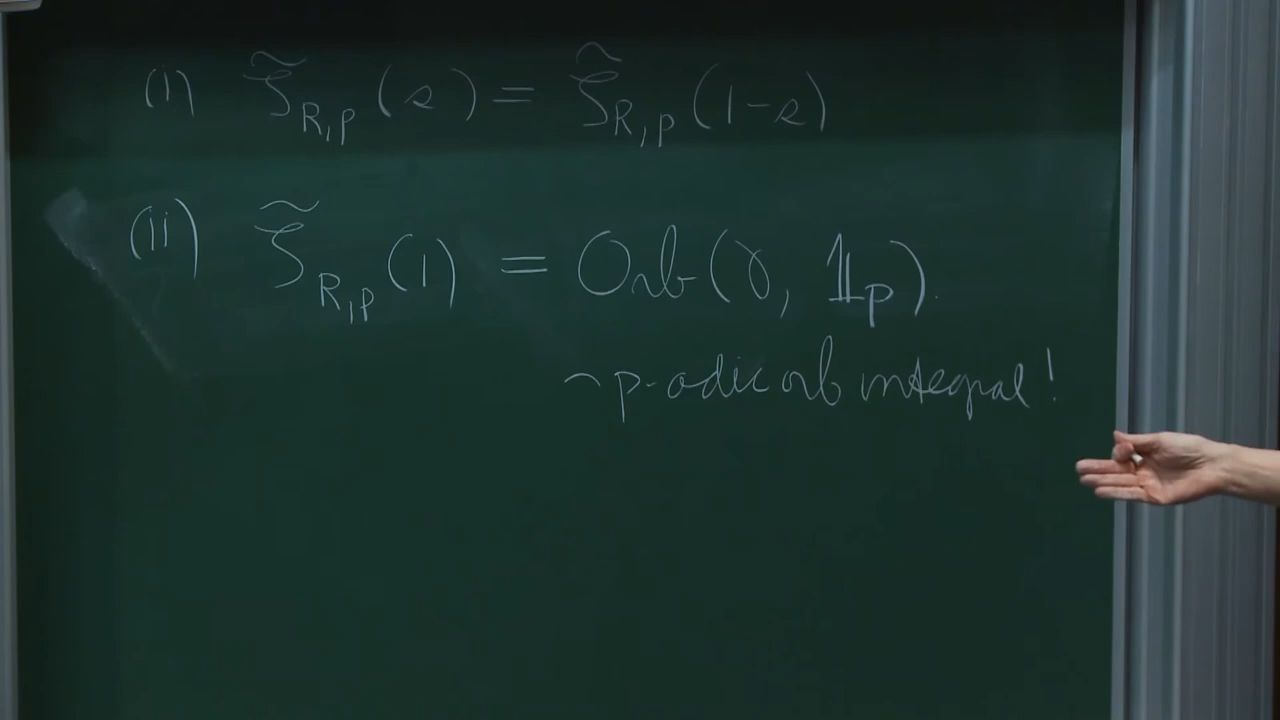 (i) ζ̃_{R,p}(s) = ζ̃_{R,p}(1-s)
(ii) ζ̃_{R,p}(1) = Orb(γ, 𝟙_p).
~ p-adic orb integral!